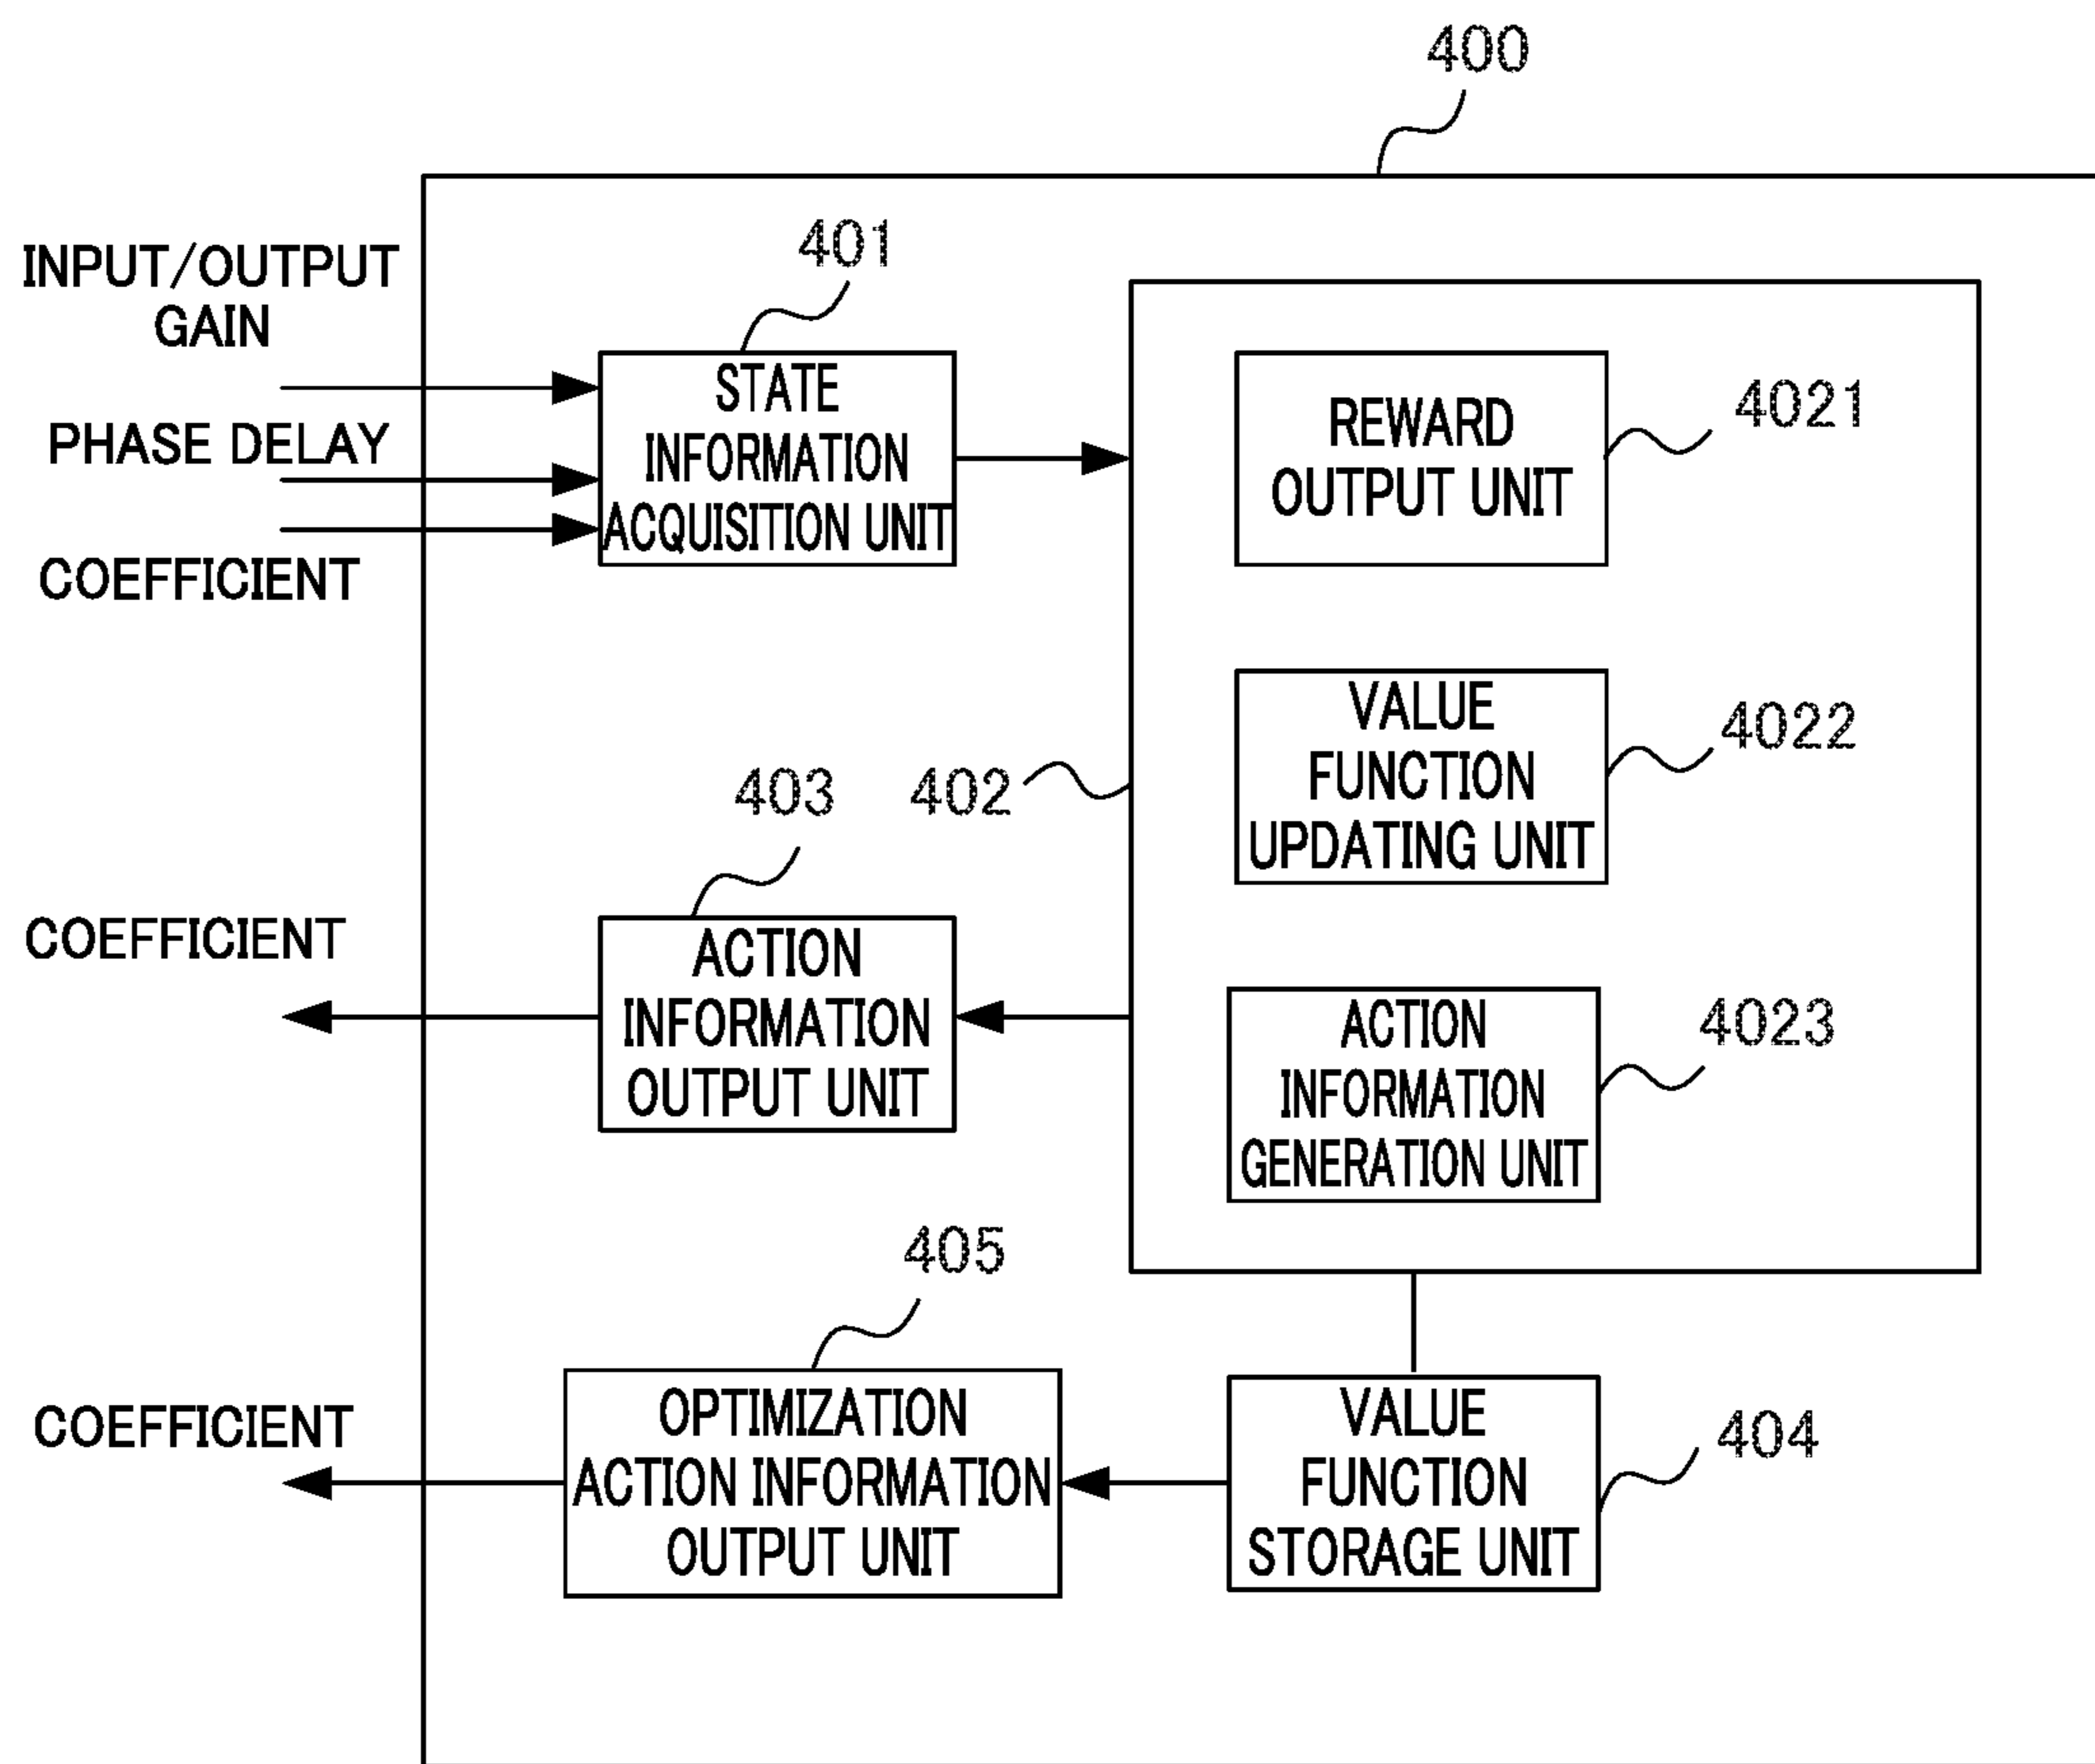 400
INPUT/OUTPUT
GAIN
PHASE DELAY
COEFFICIENT
401
STATE
INFORMATION
ACQUISITION UNIT
REWARD
OUTPUT UNIT
4021
402
VALUE
FUNCTION
UPDATING UNIT
4022
403
COEFFICIENT
ACTION
INFORMATION
OUTPUT UNIT
ACTION
INFORMATION
GENERATION UNIT
4023
405
COEFFICIENT
OPTIMIZATION
ACTION INFORMATION
OUTPUT UNIT
VALUE
FUNCTION
STORAGE UNIT
404